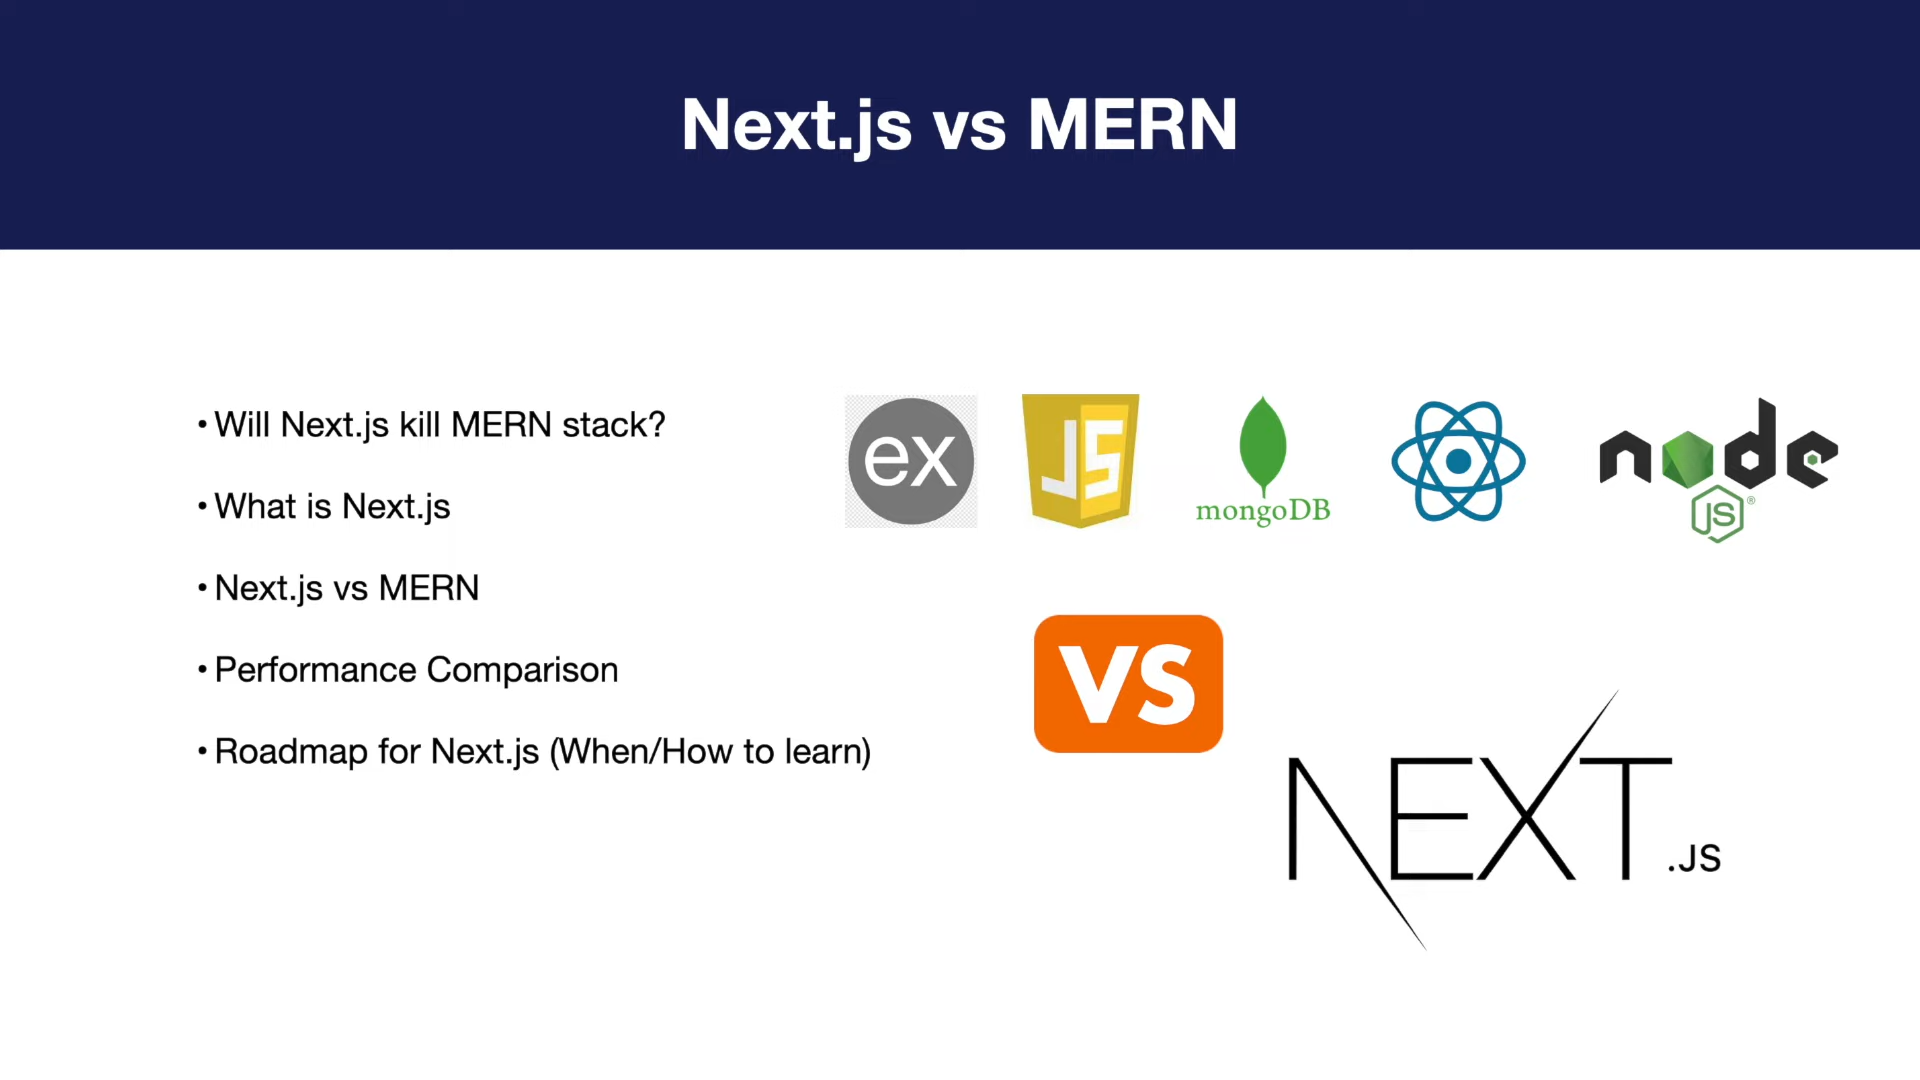 Next.js vs MERN
• Will Next.js kill MERN stack?
• What is Next.js
• Next.js vs MERN
• Performance Comparison
• Roadmap for Next.js (When/How to learn)
ex
JS
mongoDB
node
JS®
VS
NEXT.JS